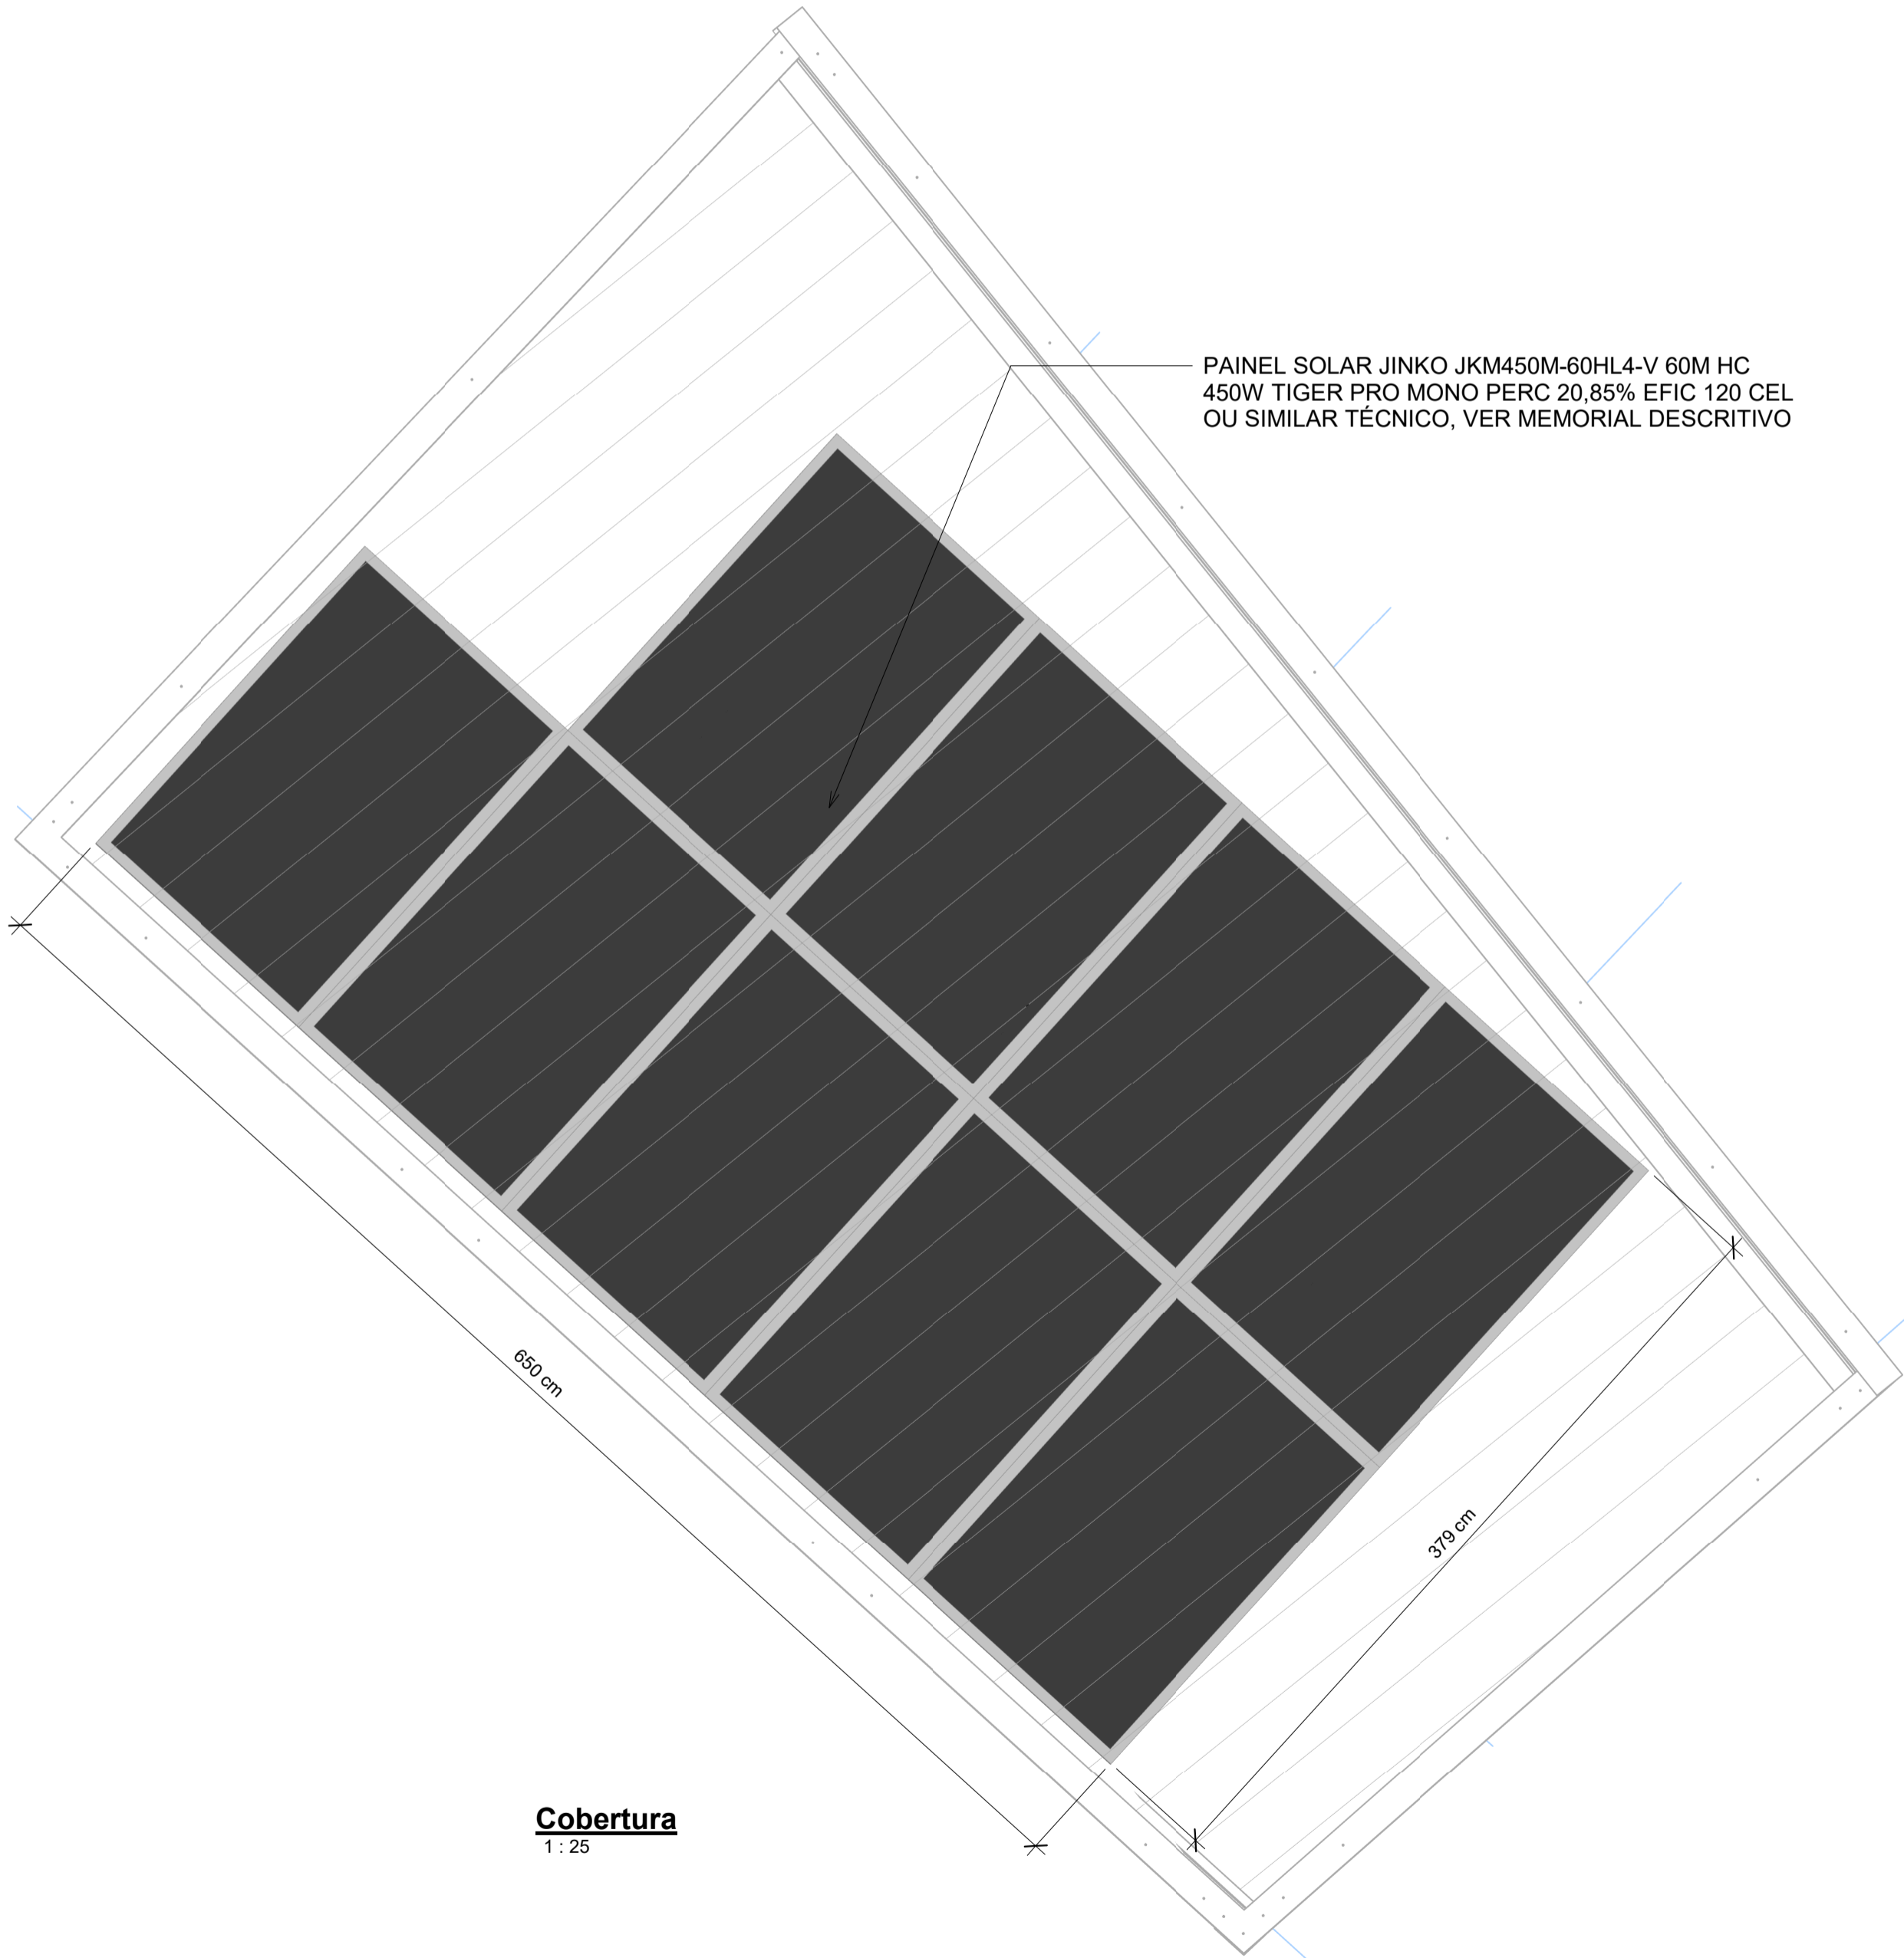 PAINEL SOLAR JINKO JKM450M-60HL4-V 60M HC
450W TIGER PRO MONO PERC 20,85% EFIC 120 CEL
OU SIMILAR TÉCNICO, VER MEMORIAL DESCRITIVO
650 cm
379 cm
Cobertura
1 : 25